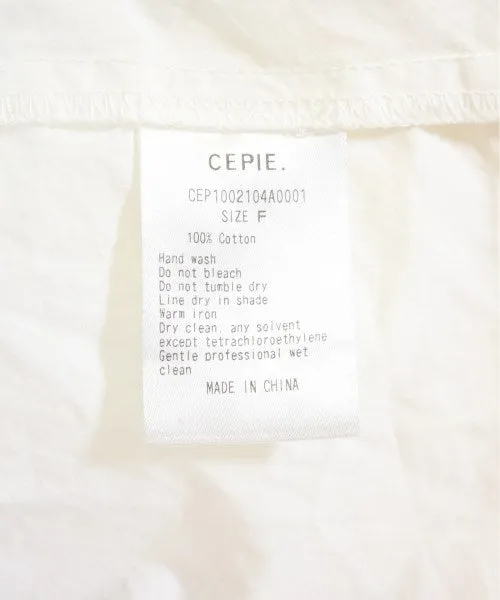 CEPIE.
CEP1002104A0001
SIZE F
100% Cotton
Hand wash
Do not bleach
Do not tumble dry
Line dry in shade
Warm iron
Dry clean, any solvent
except tetrachloroethylene
Gentle professional wet
clean
MADE IN CHINA